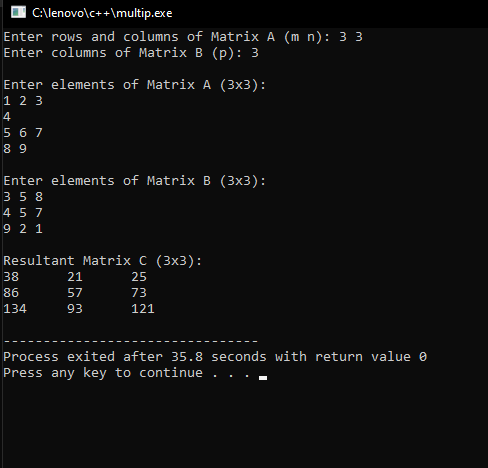 C:\lenovo\c++\multip.exe
Enter rows and columns of Matrix A (m n): 3 3
Enter columns of Matrix B (p): 3
Enter elements of Matrix A (3x3):
1 2 3
4
5 6 7
8 9
Enter elements of Matrix B (3x3):
3 5 8
4 5 7
9 2 1
Resultant Matrix C (3x3):
38 21 25
86 57 73
134 93 121
--------------------------------
Process exited after 35.8 seconds with return value 0
Press any key to continue . . .